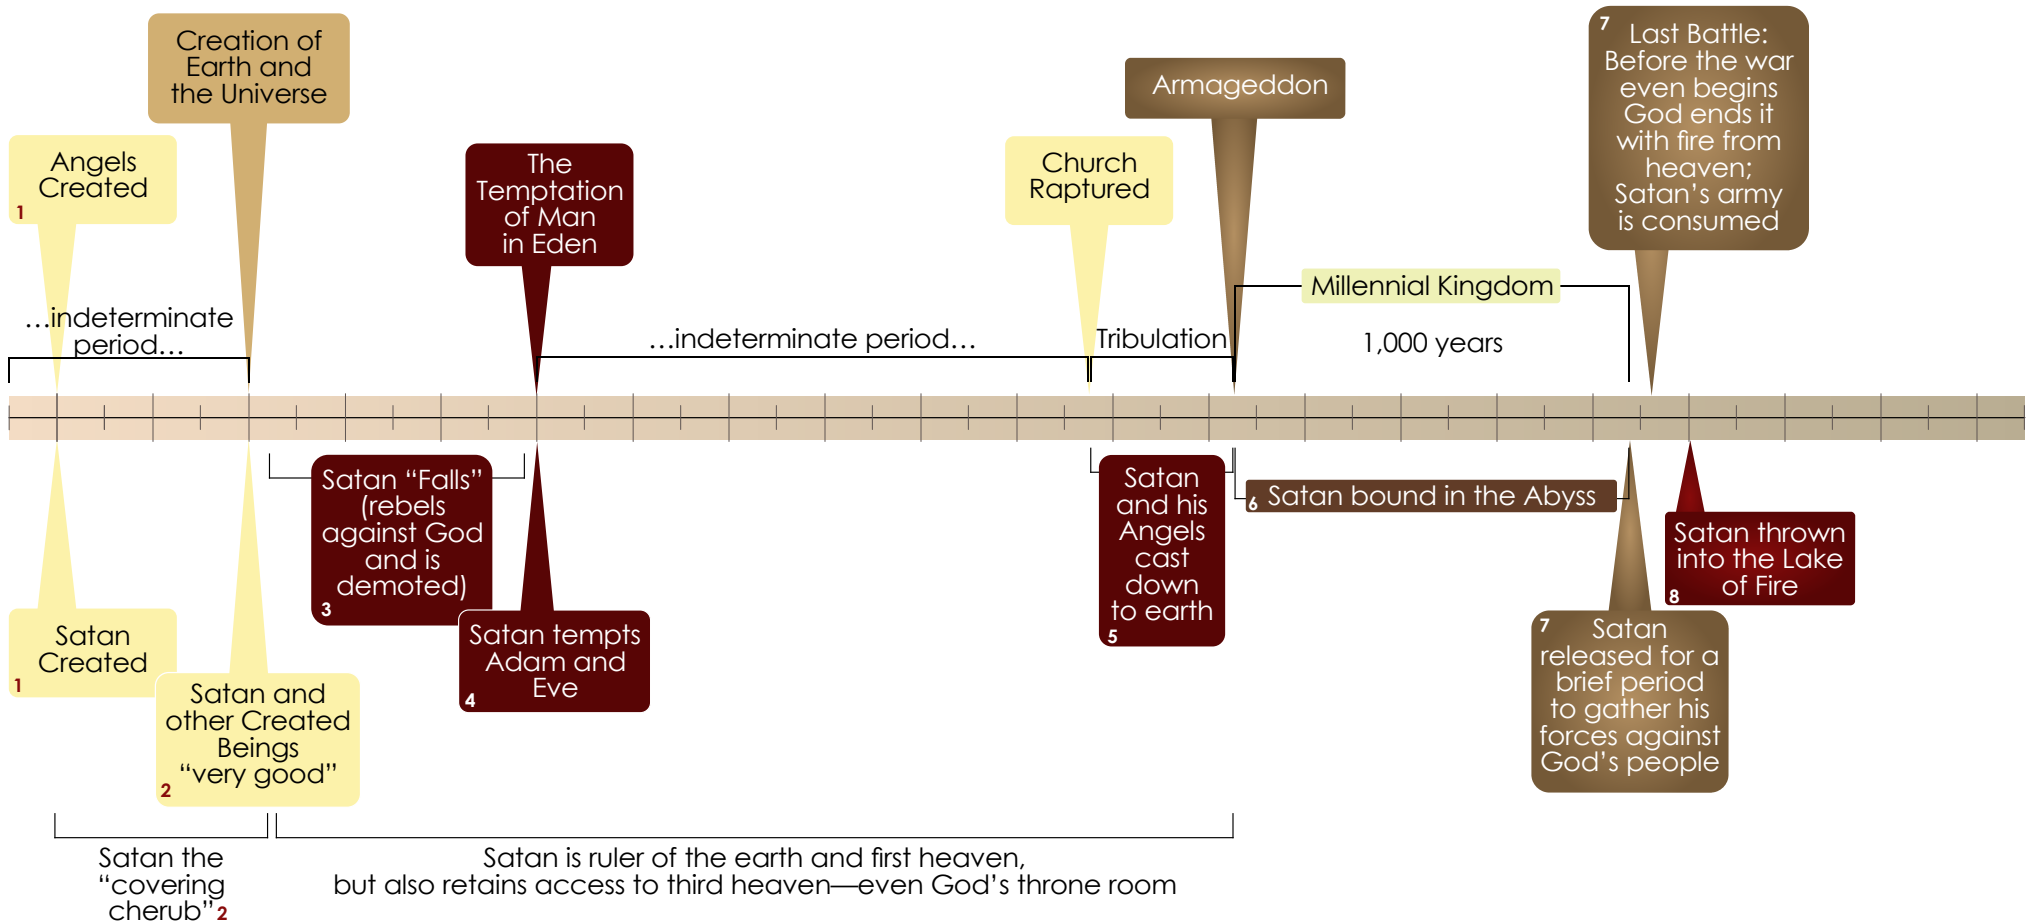 Creation of
Earth and
the Universe
Angels
Created
1
The
Temptation
of Man
in Eden
Church
Raptured
Armageddon
7
Last Battle:
Before the war
even begins
God ends it
with fire from
heaven;
Satan’s army
is consumed
…indeterminate
period…
…indeterminate period…
Tribulation
Millennial Kingdom
1,000 years
Satan
Created
1
Satan and
other Created
Beings
“very good”
2
Satan “Falls”
(rebels
against God
and is
demoted)
3
Satan tempts
Adam and
Eve
4
Satan
and his
Angels
cast
down
to earth
5
6 Satan bound in the Abyss
7
Satan
released for a
brief period
to gather his
forces against
God’s people
Satan thrown
into the Lake
of Fire
8
Satan the
“covering
cherub” 2
Satan is ruler of the earth and first heaven,
but also retains access to third heaven—even God’s throne room